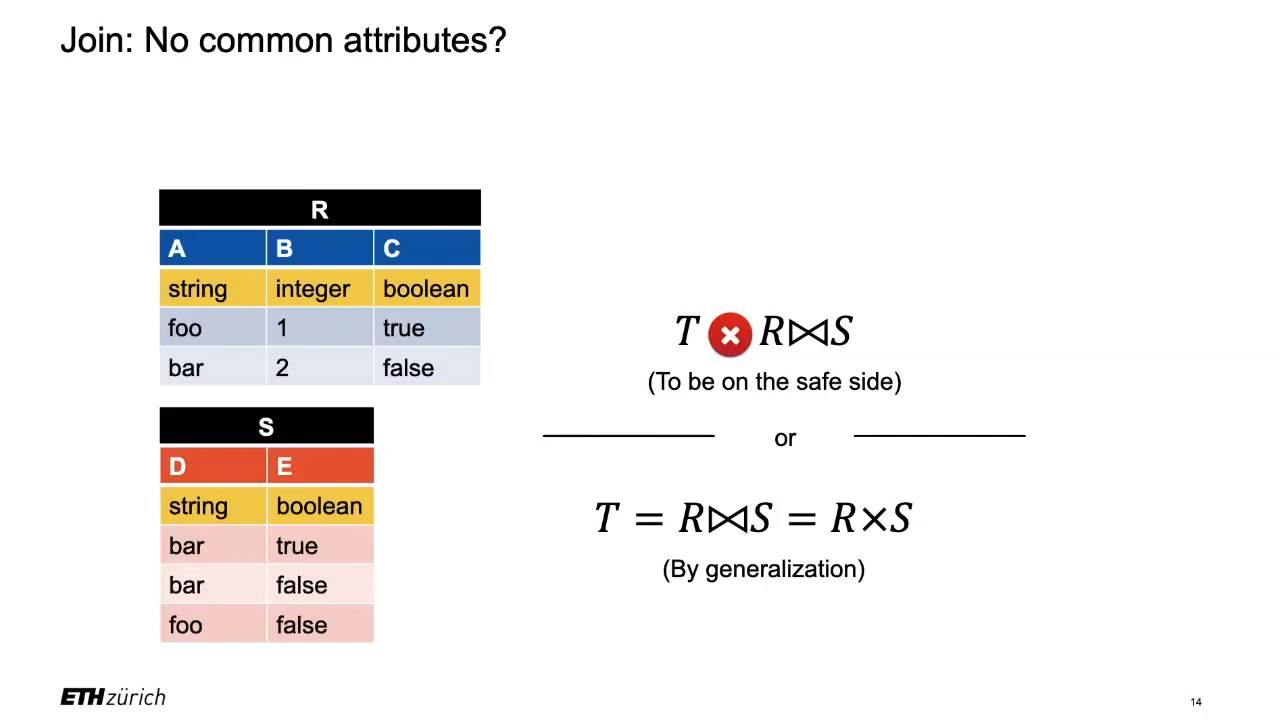 Join: No common attributes?
R
A B C
string integer boolean
foo 1 true
bar 2 false
S
D E
string boolean
bar true
bar false
foo false
T R⋈S
(To be on the safe side)
or
T = R⋈S = R×S
(By generalization)
ETH zürich
14